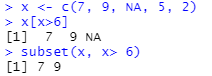 > x <- c(7, 9, NA, 5, 2)
> x[x>6]
[1]  7  9 NA
> subset(x, x> 6)
[1] 7 9